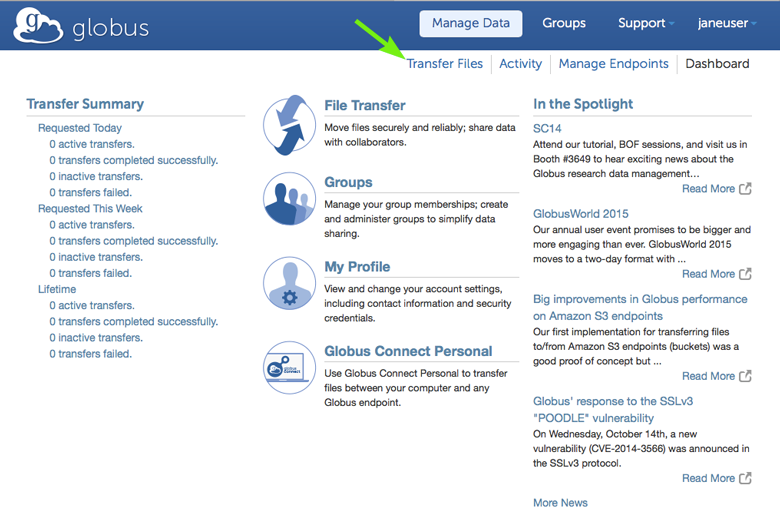 globus
Manage Data
Groups
Support
janeuser
Transfer Files
Activity
Manage Endpoints
Dashboard
Transfer Summary
Requested Today
0 active transfers.
0 transfers completed successfully.
0 inactive transfers.
0 transfers failed.
Requested This Week
0 active transfers.
0 transfers completed successfully.
0 inactive transfers.
0 transfers failed.
Lifetime
0 active transfers.
0 transfers completed successfully.
0 inactive transfers.
0 transfers failed.
File Transfer
Move files securely and reliably; share data
with collaborators.
Groups
Manage your group memberships; create
and administer groups to simplify data
sharing.
My Profile
View and change your account settings,
including contact information and security
credentials.
globus
connect
Globus Connect Personal
Use Globus Connect Personal to transfer
files between your computer and any
Globus endpoint.
In the Spotlight
SC14
Attend our tutorial, BOF sessions, and visit us in
Booth #3649 to hear exciting news about the
Globus research data management...
Read More
GlobusWorld 2015
Our annual user event promises to be bigger and
more engaging than ever. GlobusWorld 2015
moves to a two-day format with ...
Read More
Big improvements in Globus performance
on Amazon S3 endpoints
Our first implementation for transferring files
to/from Amazon S3 endpoints (buckets) was a
good proof of concept but ...
Read More
Globus' response to the SSLv3
"POODLE" vulnerability
On Wednesday, October 14th, a new
vulnerability (CVE-2014-3566) was announced in
the SSLv3 protocol.
Read More
More News